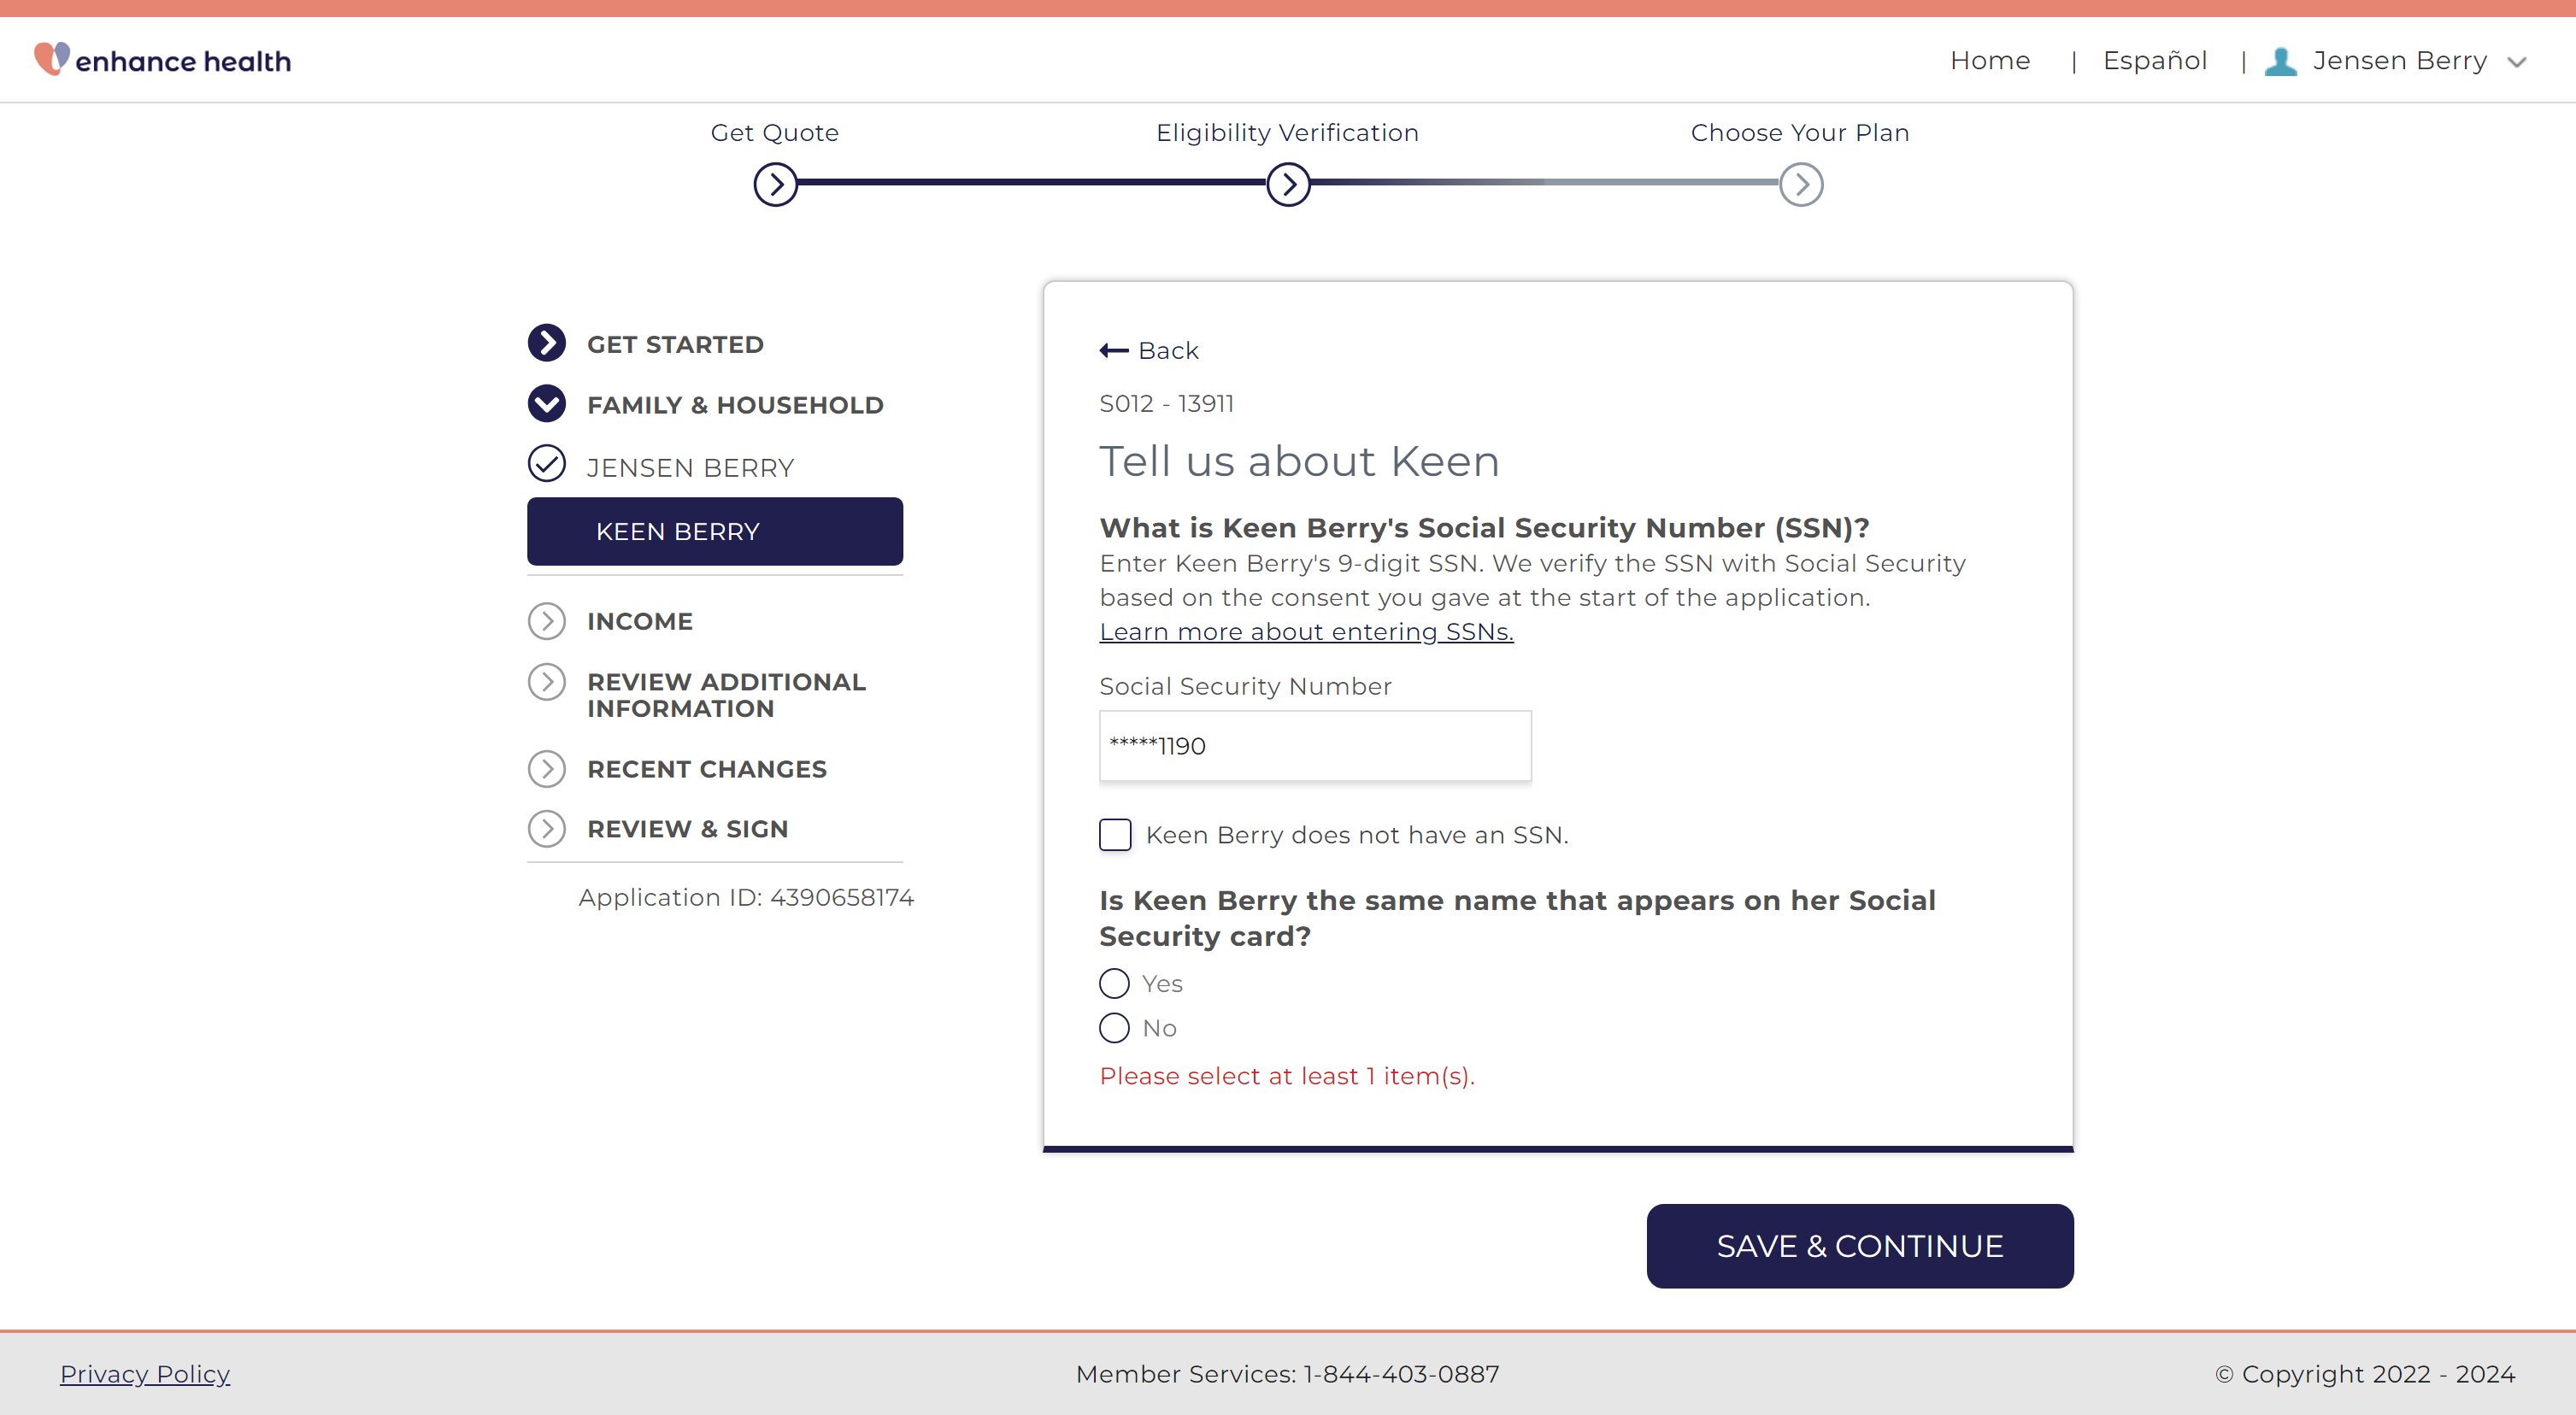 enhance health
Home | Español | Jensen Berry
Get Quote
Eligibility Verification
Choose Your Plan
GET STARTED
FAMILY & HOUSEHOLD
JENSEN BERRY
KEEN BERRY
INCOME
REVIEW ADDITIONAL
INFORMATION
RECENT CHANGES
REVIEW & SIGN
Application ID: 4390658174
Back
S012 - 13911
Tell us about Keen
What is Keen Berry's Social Security Number (SSN)?
Enter Keen Berry's 9-digit SSN. We verify the SSN with Social Security
based on the consent you gave at the start of the application.
Learn more about entering SSNs.
Social Security Number
*****1190
Keen Berry does not have an SSN.
Is Keen Berry the same name that appears on her Social
Security card?
Yes
No
Please select at least 1 item(s).
SAVE & CONTINUE
Privacy Policy
Member Services: 1-844-403-0887
© Copyright 2022 - 2024